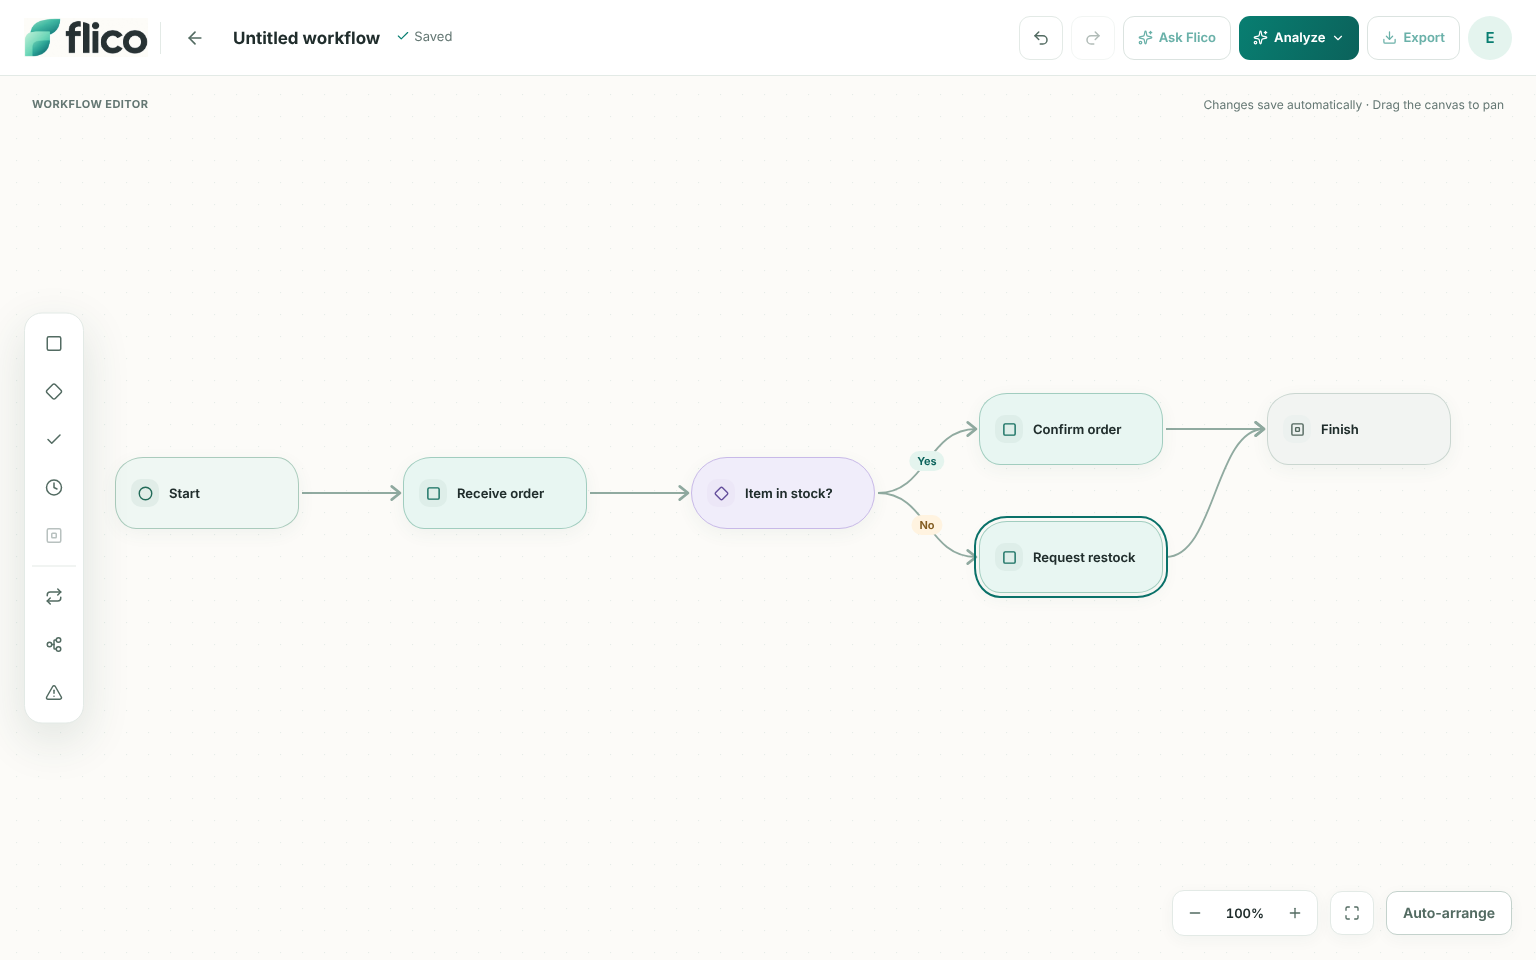 flico
Untitled workflow
Saved
Ask Flico
Analyze
Export
E
WORKFLOW EDITOR
Changes save automatically · Drag the canvas to pan
Start
Receive order
Item in stock?
Yes
No
Confirm order
Request restock
Finish
100%
Auto-arrange